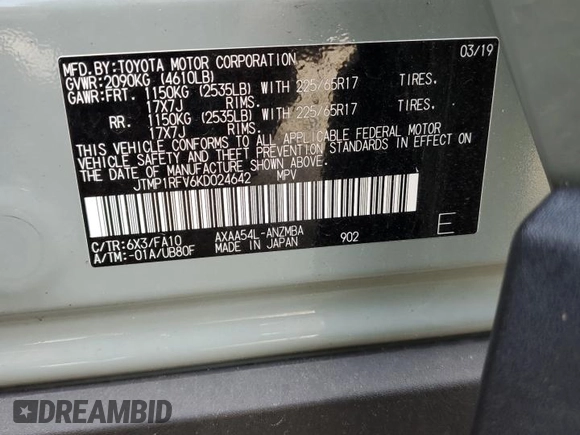 MFD.BY:TOYOTA MOTOR CORPORATION 03/19
GVWR:2090KG (4610LB)
GAWR:FRT. 1150KG (2535LB) WITH 225/65R17 TIRES.
17X7J RIMS.
RR. 1150KG (2535LB) WITH 225/65R17 TIRES.
17X7J RIMS.
THIS VEHICLE CONFORMS TO ALL APPLICABLE FEDERAL MOTOR
VEHICLE SAFETY AND THEFT PREVENTION STANDARDS IN EFFECT ON
THE DATE OF MANUFACTURE SHOWN ABOVE.
JTMP1RFV6KD024642 MPV
C/TR:6X3/FA10 AXAA54L-ANZMBA
A/TM:-01A/UB80F MADE IN JAPAN 902 E
DREAMBID